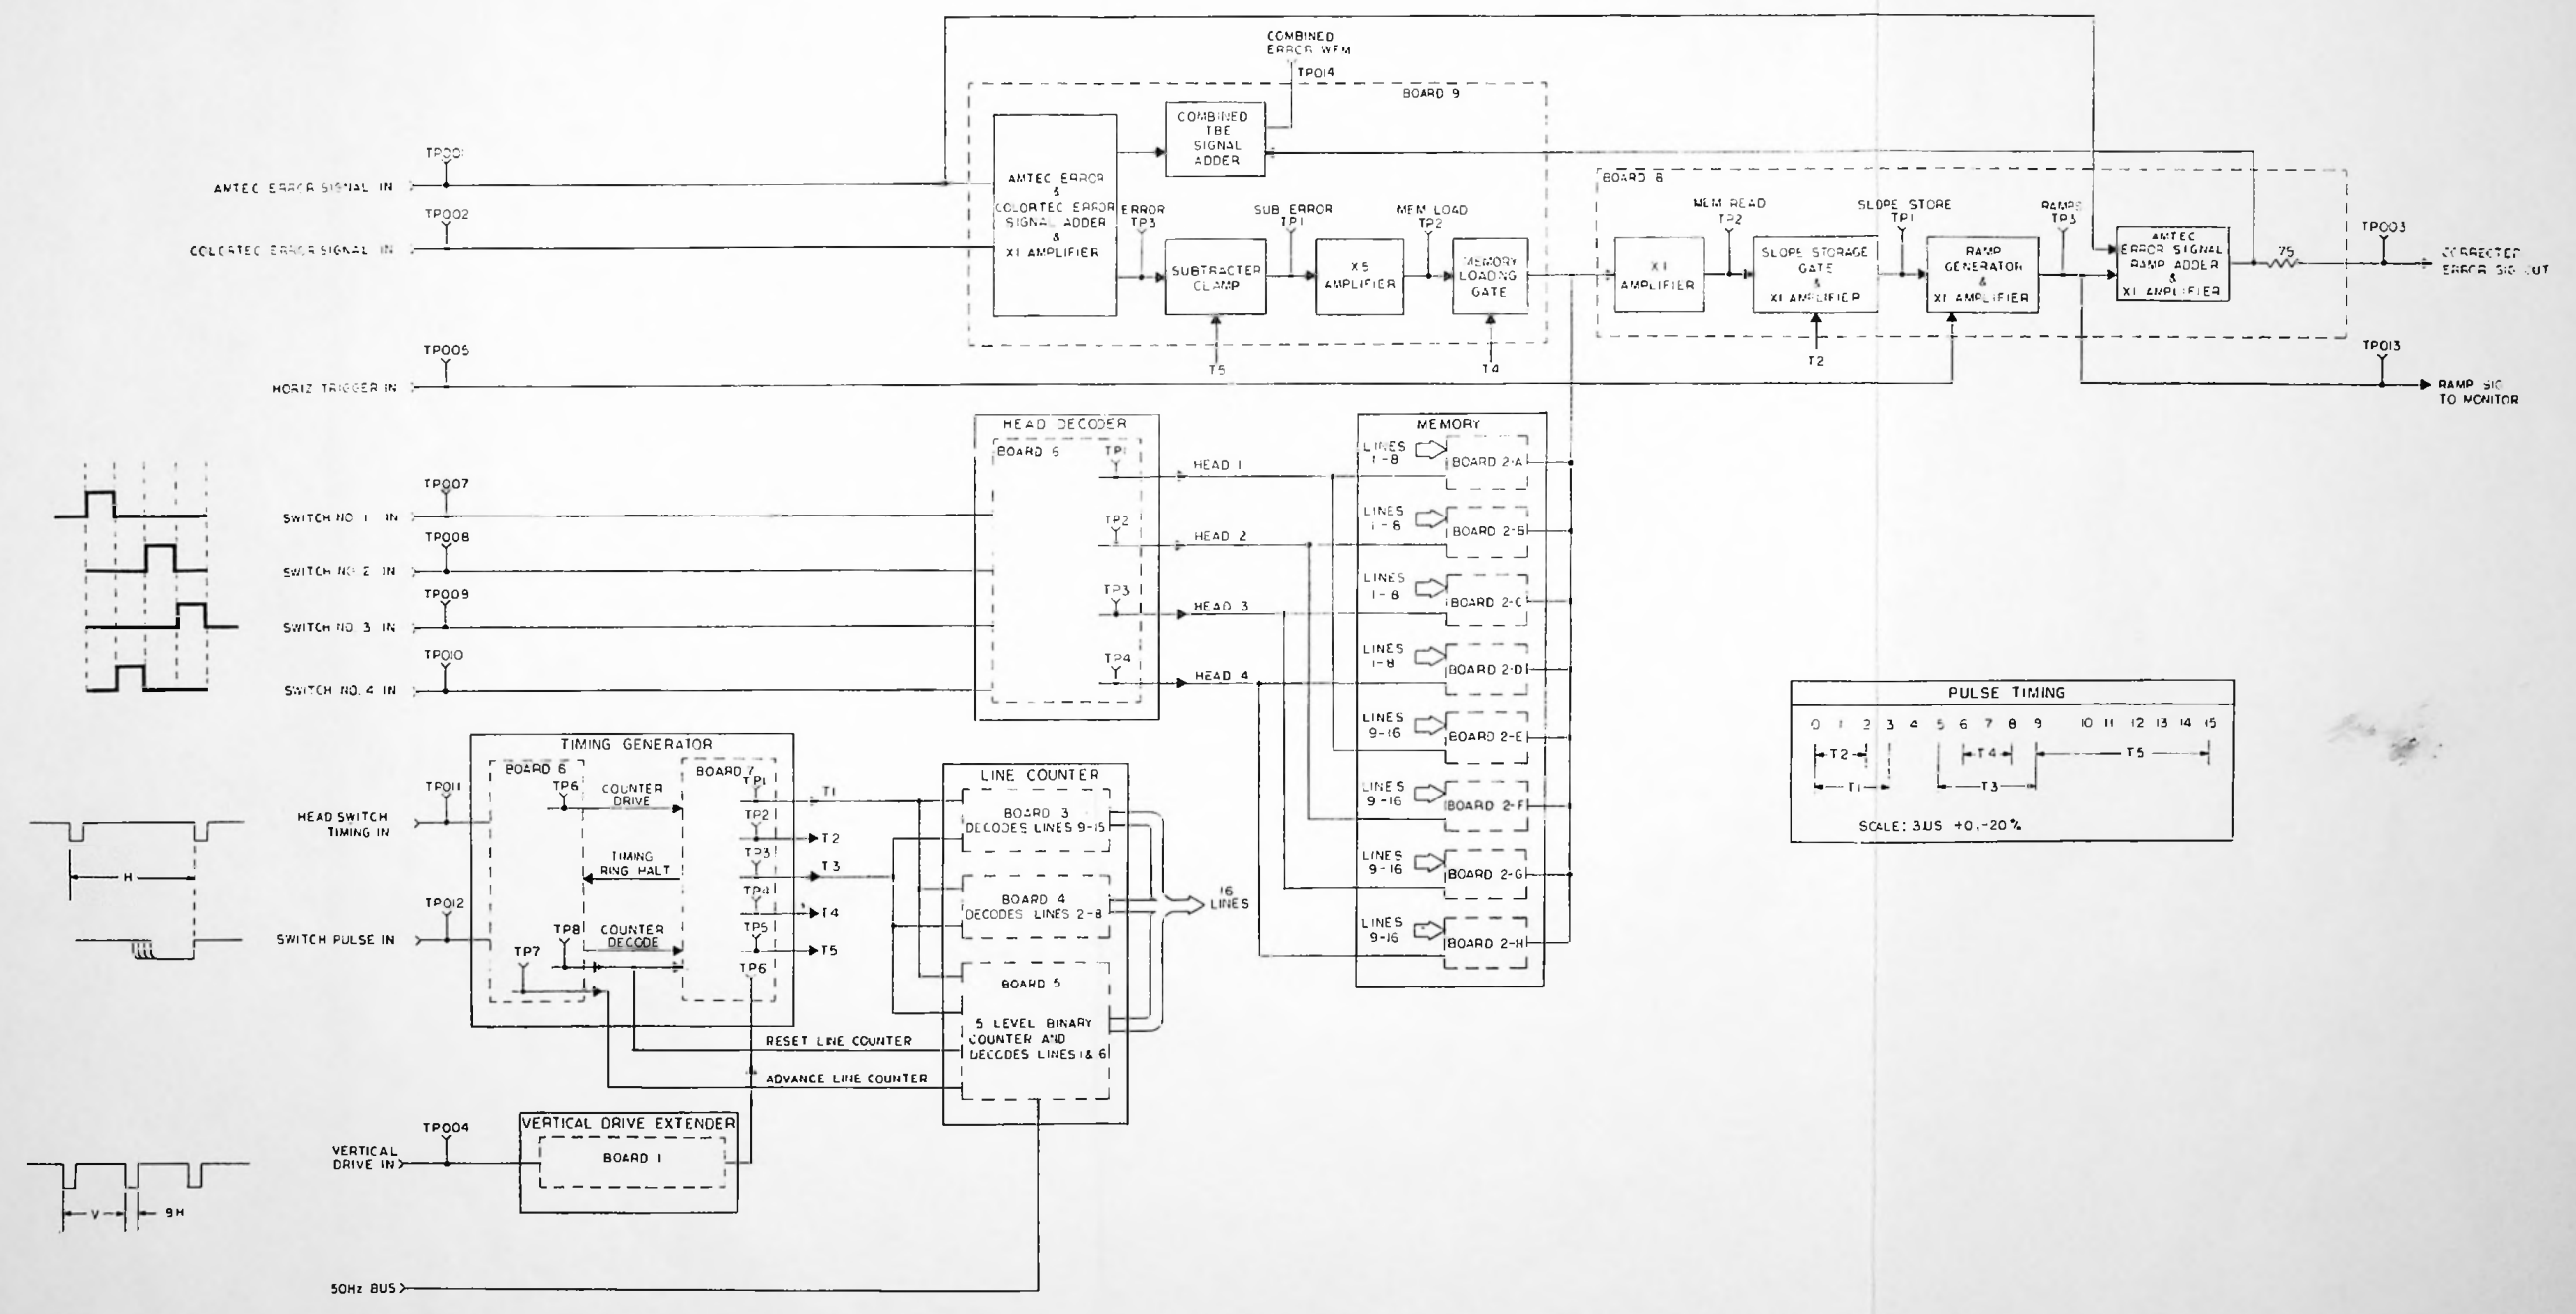 COMBINED
ERROR WFM
TP014
BOARD 9
COMBINED
TBE
SIGNAL
ADDER
TP001
AMTEC ERROR SIGNAL IN
TP002
COLORTEC ERROR SIGNAL IN
AMTEC ERROR
&
COLORTEC ERROR
SIGNAL ADDER
&
X1 AMPLIFIER
ERROR
TP3
SUBTRACTER
CLAMP
SUB ERROR
TP1
X5
AMPLIFIER
MEM LOAD
TP2
MEMORY
LOADING
GATE
T5
T4
BOARD 8
MEM READ
TP2
X1
AMPLIFIER
SLOPE STORE
TP1
SLOPE STORAGE
GATE
&
X1 AMPLIFIER
T2
RAMPS
TP3
RAMP
GENERATOR
&
X1 AMPLIFIER
AMTEC
ERROR SIGNAL
RAMP ADDER
&
X1 AMPLIFIER
75
TP003
CORRECTED
ERROR SIG OUT
TP013
RAMP SIG
TO MONITOR
TP005
HORIZ TRIGGER IN
TP007
SWITCH NO. 1 IN
TP008
SWITCH NO. 2 IN
TP009
SWITCH NO. 3 IN
TP010
SWITCH NO. 4 IN
HEAD DECODER
BOARD 6
TP1
TP2
TP3
TP4
HEAD 1
HEAD 2
HEAD 3
HEAD 4
MEMORY
LINES
1-8
BOARD 2-A
LINES
1-8
BOARD 2-B
LINES
1-8
BOARD 2-C
LINES
1-8
BOARD 2-D
LINES
9-16
BOARD 2-E
LINES
9-16
BOARD 2-F
LINES
9-16
BOARD 2-G
LINES
9-16
BOARD 2-H
PULSE TIMING
0 1 2 3 4 5 6 7 8 9 10 11 12 13 14 15
T2
T4
T5
T1
T3
SCALE: 3US +0,-20%
TIMING GENERATOR
BOARD 6
TP6
COUNTER
DRIVE
TIMING
RING HALT
TP8
COUNTER
DECODE
TP7
BOARD 7
TP1
TP2
TP3
TP4
TP5
TP6
T1
T2
T3
T4
T5
TP011
HEAD SWITCH
TIMING IN
H
TP012
SWITCH PULSE IN
LINE COUNTER
BOARD 3
DECODES LINES 9-15
BOARD 4
DECODES LINES 2-8
BOARD 5
5 LEVEL BINARY
COUNTER AND
DECODES LINES 1 & 6
16
LINES
RESET LINE COUNTER
ADVANCE LINE COUNTER
TP004
VERTICAL
DRIVE IN
VERTICAL DRIVE EXTENDER
BOARD 1
V
9H
50Hz BUS